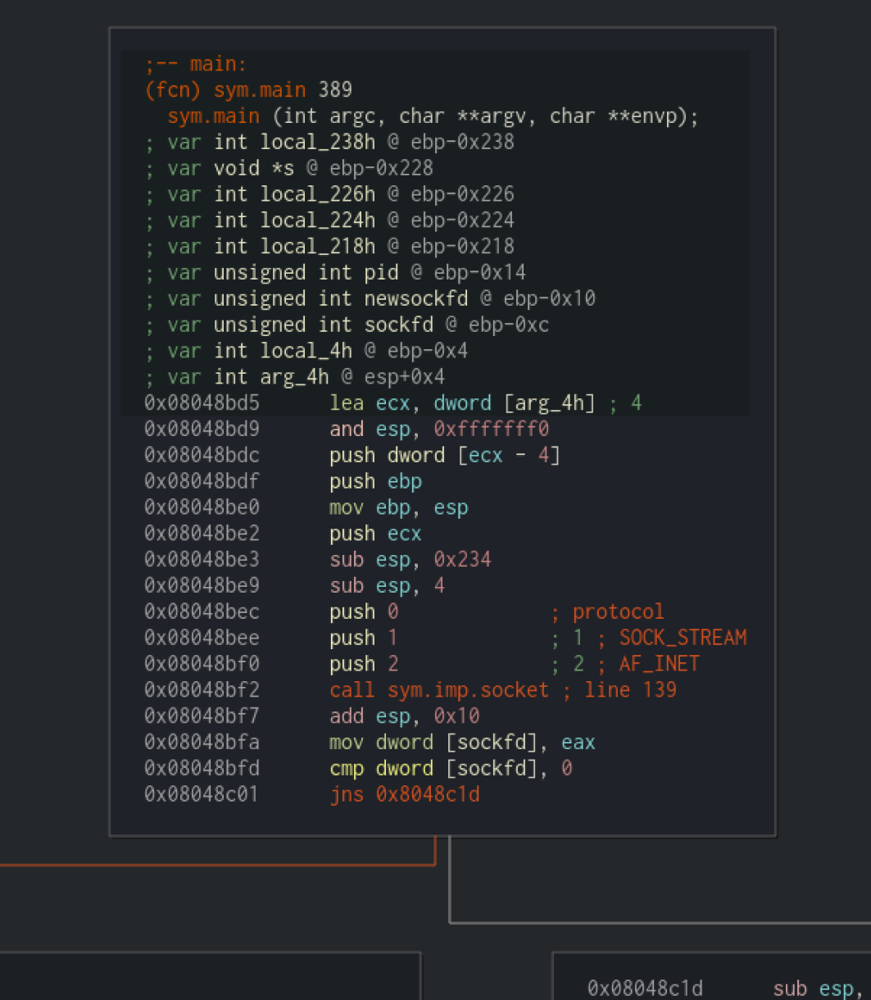 ;-- main:
(fcn) sym.main 389
sym.main (int argc, char **argv, char **envp);
; var int local_238h @ ebp-0x238
; var void *s @ ebp-0x228
; var int local_226h @ ebp-0x226
; var int local_224h @ ebp-0x224
; var int local_218h @ ebp-0x218
; var unsigned int pid @ ebp-0x14
; var unsigned int newsockfd @ ebp-0x10
; var unsigned int sockfd @ ebp-0xc
; var int local_4h @ ebp-0x4
; var int arg_4h @ esp+0x4
0x08048bd5 lea ecx, dword [arg_4h] ; 4
0x08048bd9 and esp, 0xfffffff0
0x08048bdc push dword [ecx - 4]
0x08048bdf push ebp
0x08048be0 mov ebp, esp
0x08048be2 push ecx
0x08048be3 sub esp, 0x234
0x08048be9 sub esp, 4
0x08048bec push 0 ; protocol
0x08048bee push 1 ; 1 ; SOCK_STREAM
0x08048bf0 push 2 ; 2 ; AF_INET
0x08048bf2 call sym.imp.socket ; line 139
0x08048bf7 add esp, 0x10
0x08048bfa mov dword [sockfd], eax
0x08048bfd cmp dword [sockfd], 0
0x08048c01 jns 0x8048c1d
0x08048c1d sub esp,